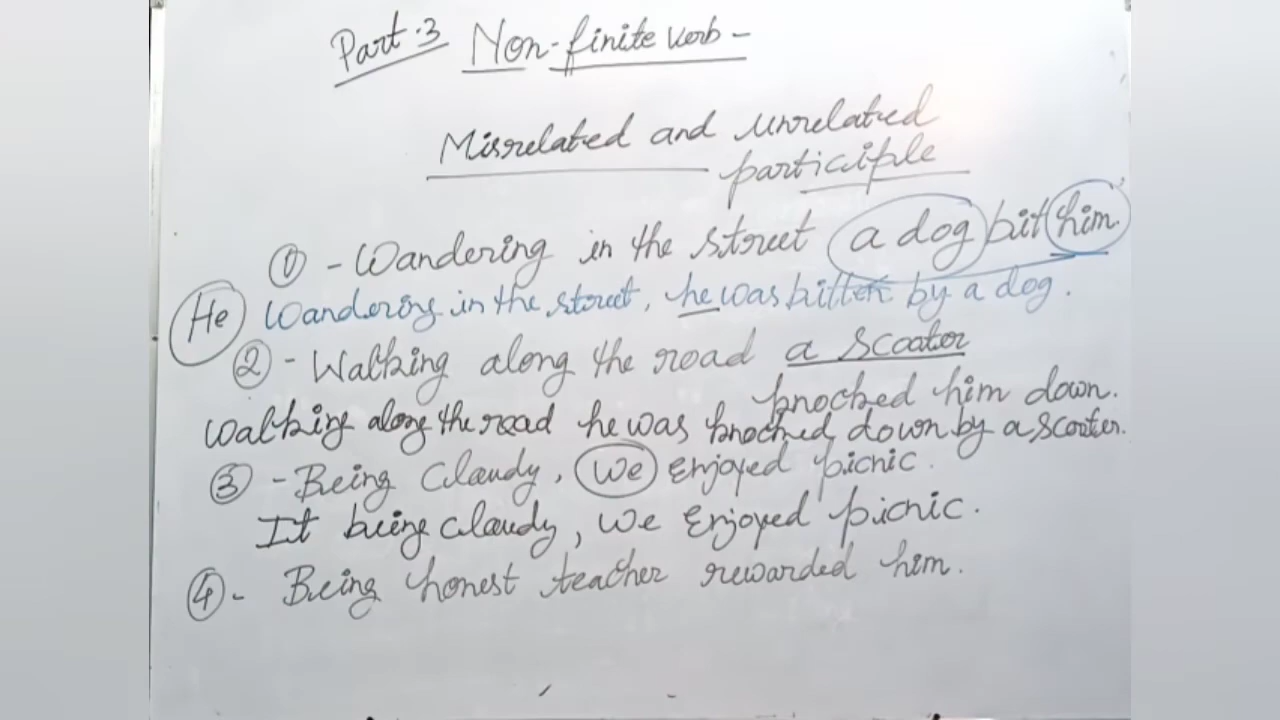 Part·3 Non-finite verb -
Misrelated and unrelated
participle
① - Wandering in the street a dog bit him.
He Wandering in the street, he was bitten by a dog.
② - Walking along the road a scooter
knocked him down.
Walking along the road he was knocked down by a scooter.
③ - Being Cloudy, We enjoyed picnic.
It being cloudy, we enjoyed picnic.
④ - Being honest teacher rewarded him.